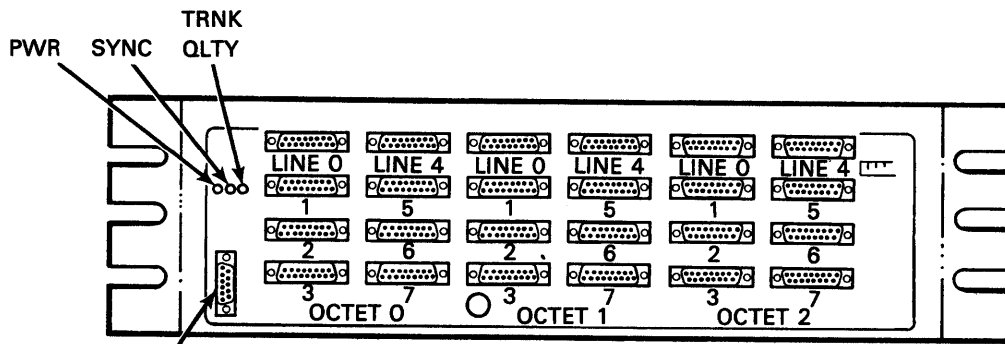 TRNK
PWR SYNC QLTY
LINE 0 LINE 4 LINE 0 LINE 4 LINE 0 LINE 4
1 5 1 5 1 5
2 6 2 6 2 6
3 7 3 7 3 7
OCTET 0 OCTET 1 OCTET 2